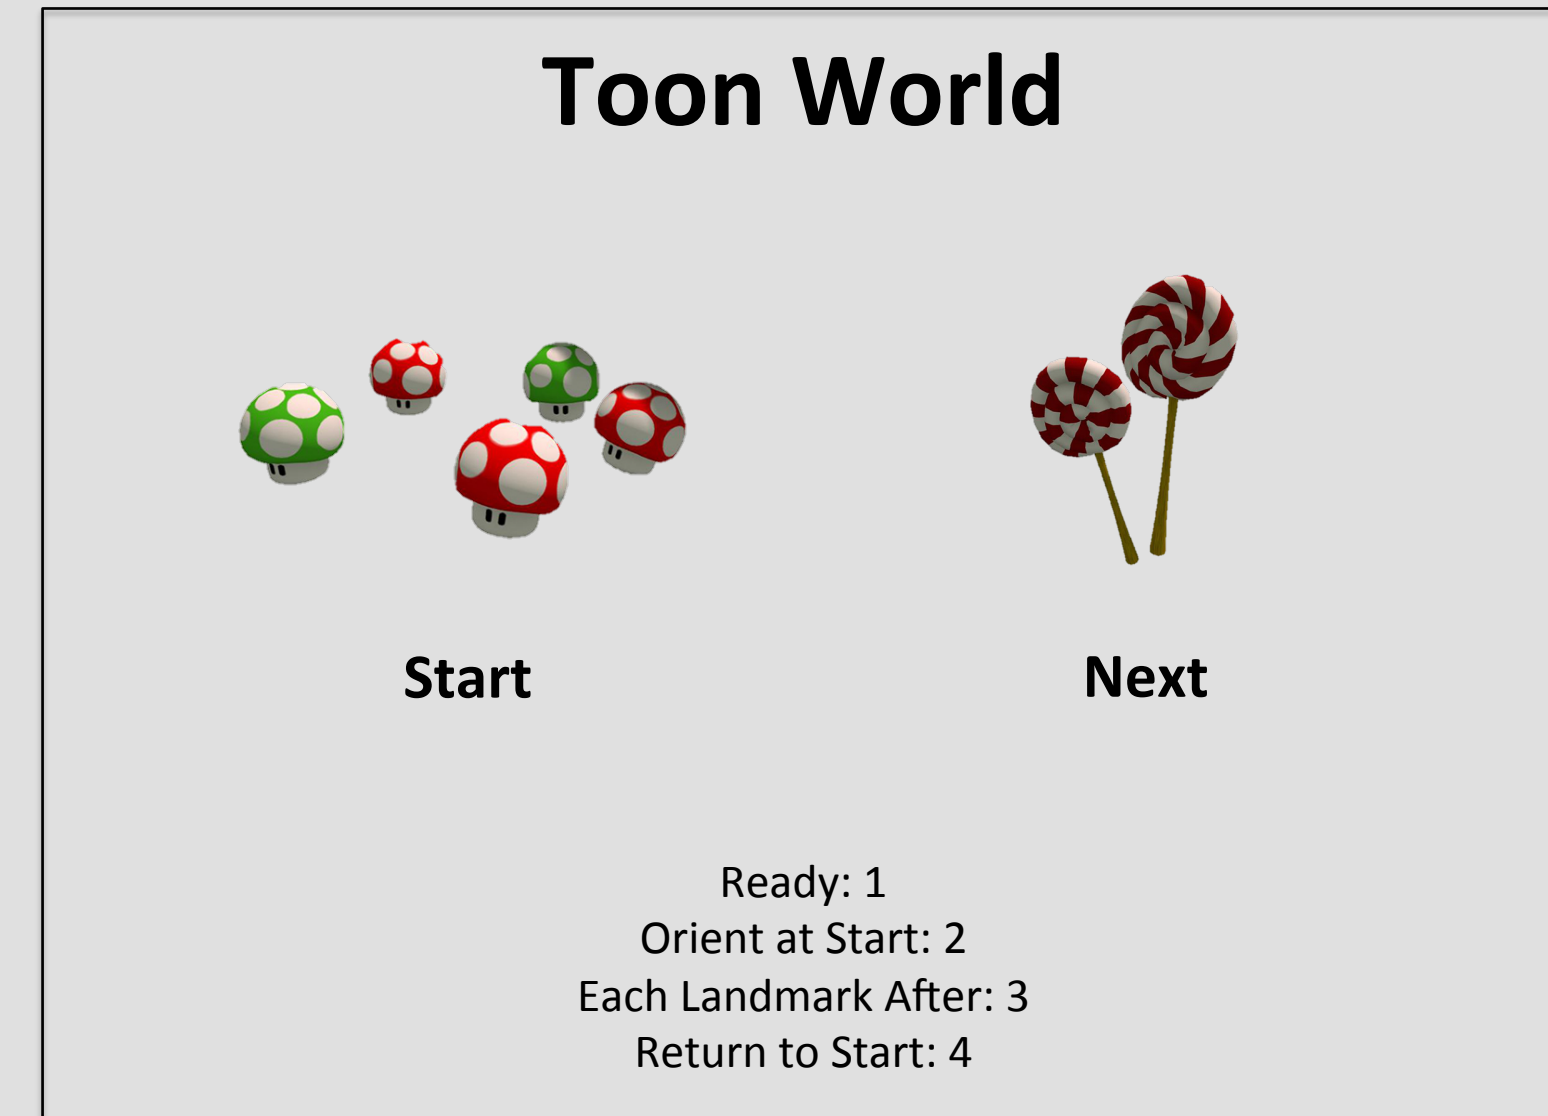 Toon World
Start
Next
Ready: 1
Orient at Start: 2
Each Landmark After: 3
Return to Start: 4